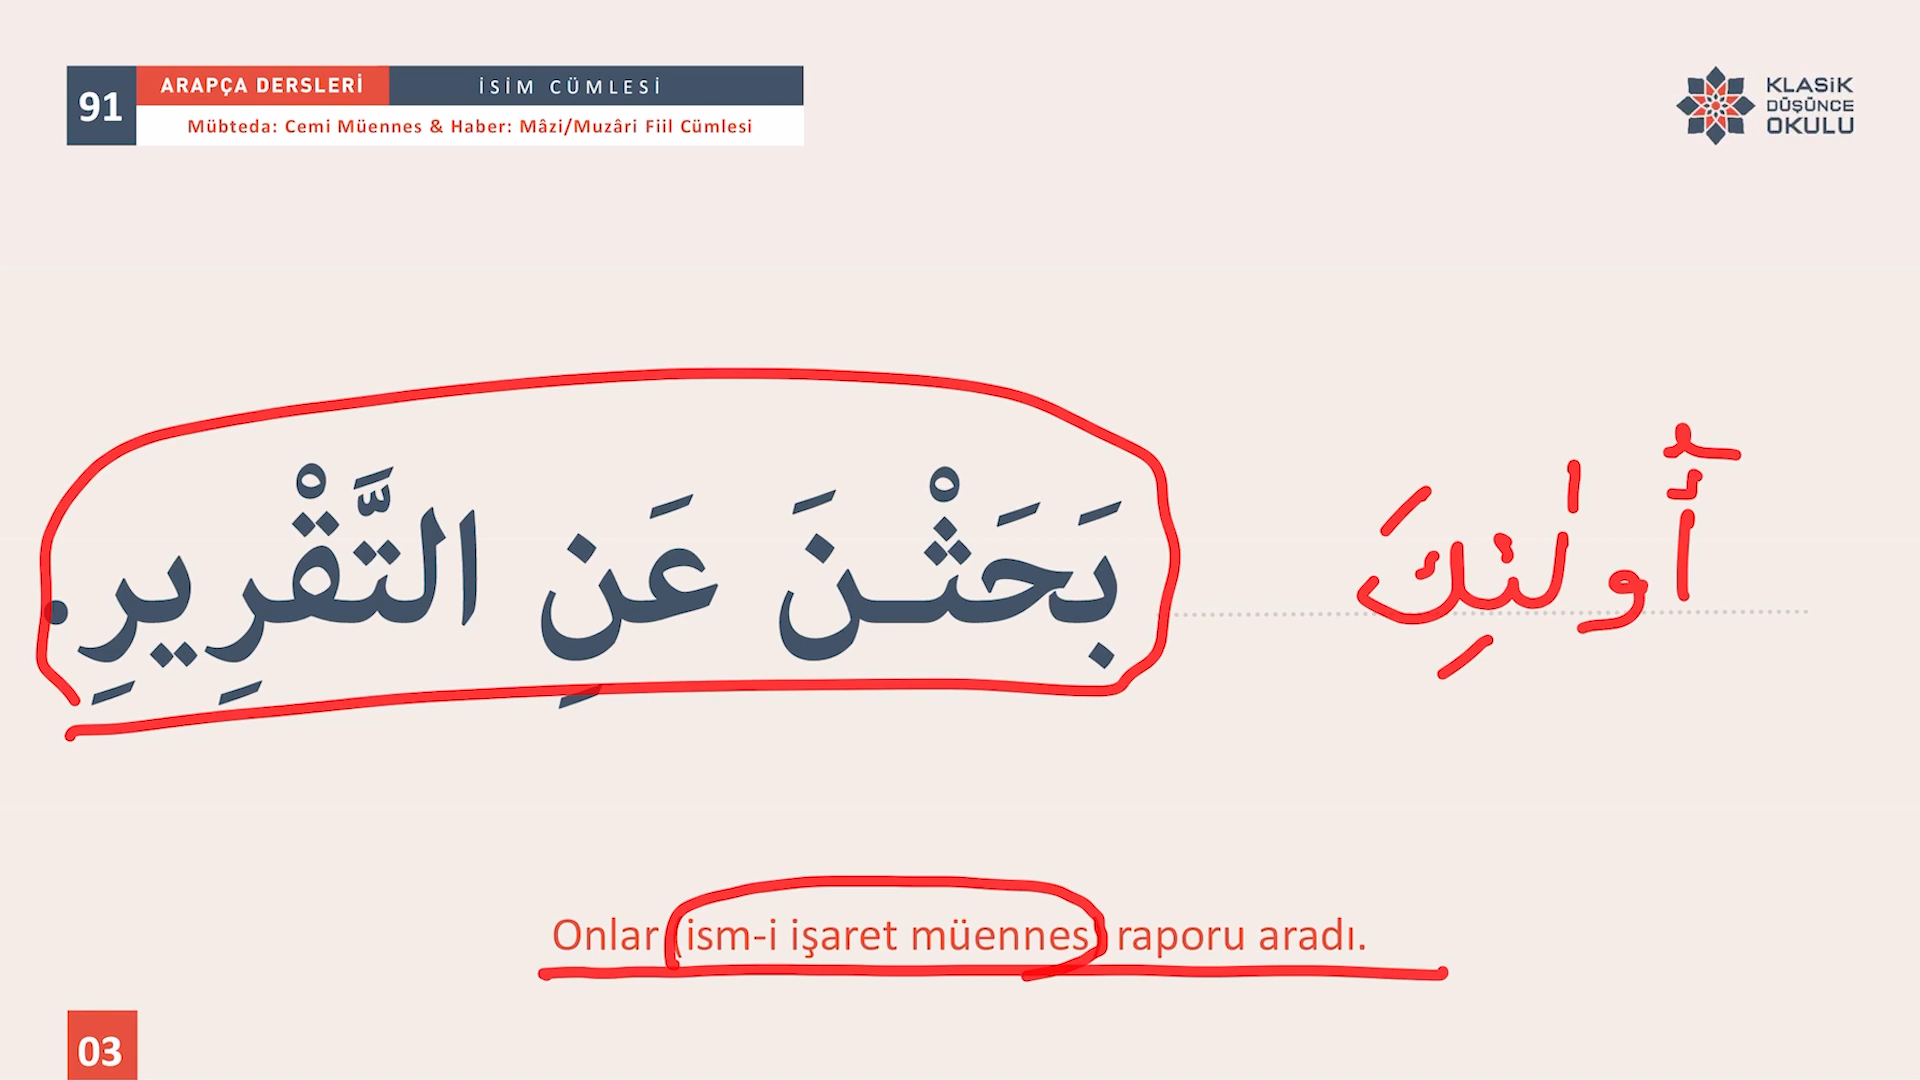 91
ARAPÇA DERSLERİ
İSİM CÜMLESİ
Mübteda: Cemi Müennes & Haber: Mâzi/Muzâri Fiil Cümlesi
KLASİK
DÜŞÜNCE
OKULU
أُولٰئِكَ بَحَثْـنَ عَنِ التَّقْرِيرِ.
Onlar (ism-i işaret müennes) raporu aradı.
03